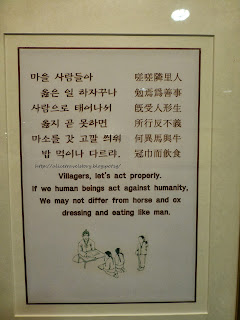 마을 사람들아 嗟嗟隣里人
옳은 일 하자꾸나 勉焉爲善事
사람으로 태어나서 既受人形生
옳지 곧 못하면 所行反不義
마소를 갓 고깔 씌워 何異馬與牛
밥 먹이나 다르랴. 冠巾而飮食
Villagers, let's act properly.
If we human beings act against humanity,
We may not differ from horse and ox
dressing and eating like man.